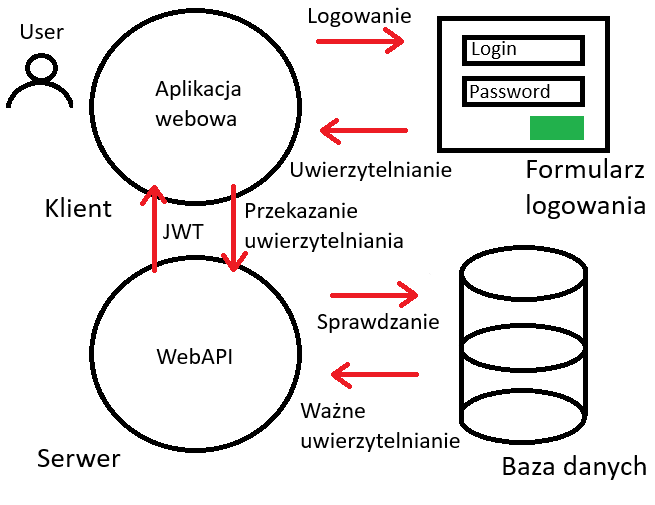 User
Aplikacja
webowa
Logowanie
Login
Password
Uwierzytelnianie
Formularz
logowania
Klient
JWT
Przekazanie
uwierzytelniania
WebAPI
Sprawdzanie
Ważne
uwierzytelnianie
Serwer
Baza danych